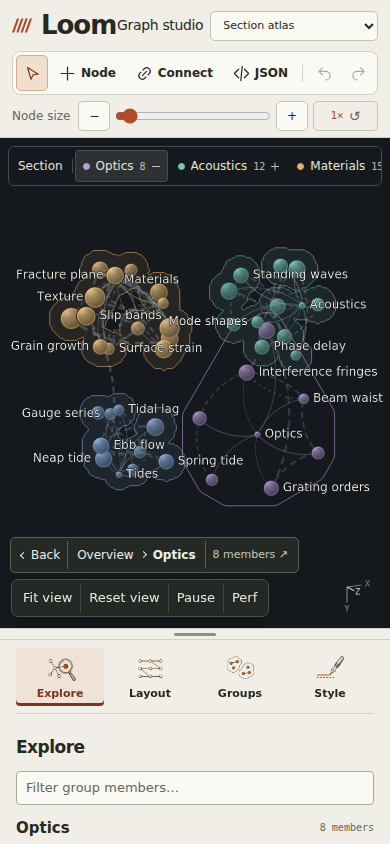 Loom Graph studio Section atlas
Node Connect JSON
Node size − + 1× ↺
Section Optics 8 − Acoustics 12 + Materials 15
Fracture plane Materials Standing waves
Texture Acoustics
Slip bands Mode shapes
Grain growth Surface strain Phase delay
Interference fringes
Beam waist
Gauge series Tidal lag
Ebb flow Optics
Neap tide Spring tide
Tides Grating orders
‹ Back Overview › Optics 8 members ↗
Fit view Reset view Pause Perf
X
Z
Y
Explore Layout Groups Style
Explore
Filter group members...
Optics 8 members